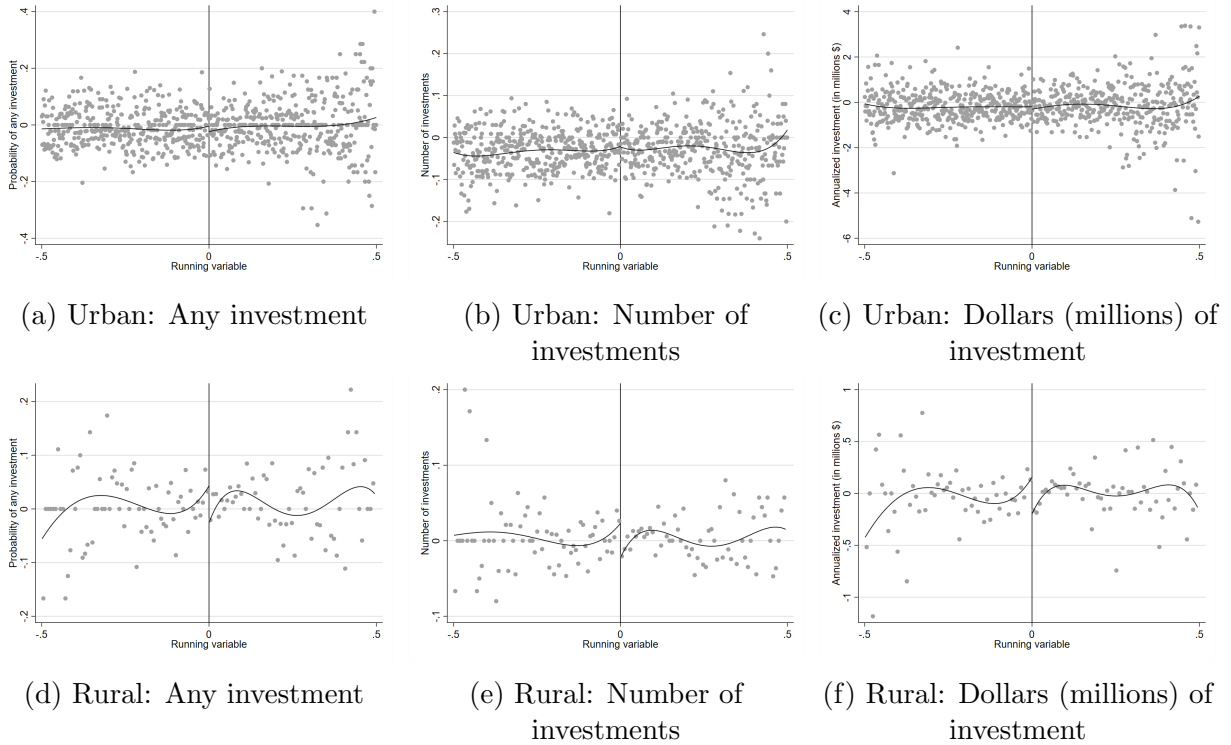 Probability of any investment
.4
.2
0
-.2
-.4
-.5
0
.5
Running variable
Number of investments
.3
.2
.1
0
-.1
-.2
-.5
0
.5
Running variable
Annualized investment (in millions $)
4
2
0
-2
-4
-6
-.5
0
.5
Running variable
(a) Urban: Any investment
(b) Urban: Number of
investments
(c) Urban: Dollars (millions) of
investment
Probability of any investment
.2
.1
0
-.1
-.2
-.5
0
.5
Running variable
Number of investments
.2
.1
0
-.1
-.5
0
.5
Running variable
Annualized investment (in millions $)
1
.5
0
-.5
-1
-.5
0
.5
Running variable
(d) Rural: Any investment
(e) Rural: Number of
investments
(f) Rural: Dollars (millions) of
investment